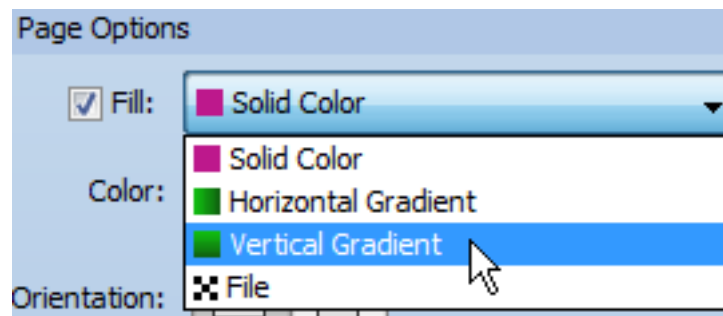 Page Options
Fill: Solid Color
Solid Color
Color:
Horizontal Gradient
Vertical Gradient
File
Orientation: